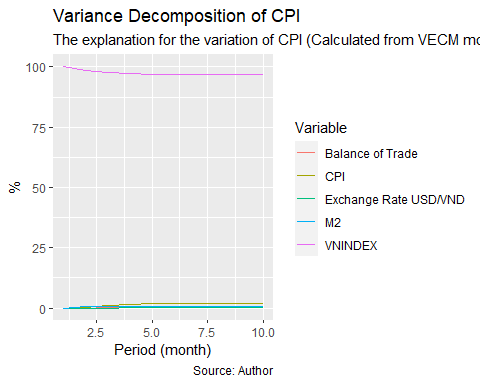 Variance Decomposition of CPI
The explanation for the variation of CPI (Calculated from VECM mo
100
75
50
25
0
%
2.5
5.0
7.5
10.0
Period (month)
Source: Author
Variable
Balance of Trade
CPI
Exchange Rate USD/VND
M2
VNINDEX